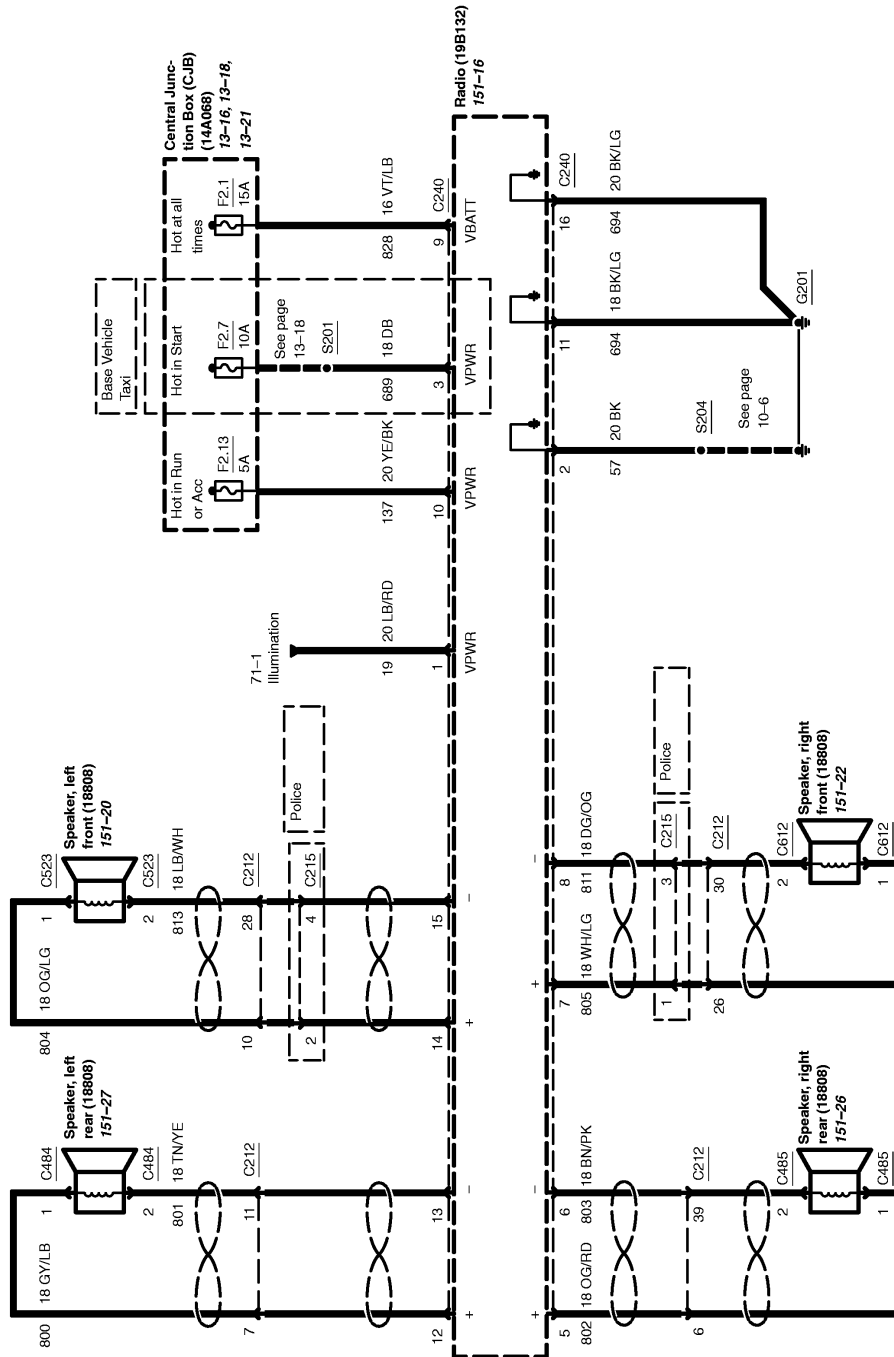 Speaker, left
rear (18808)
151–27
Speaker, left
front (18808)
151–20
71–1
Illumination
Base Vehicle
Taxi
Central Junc-
tion Box (CJB)
(14A068)
13–16, 13–18,
13–21
Hot in Run
or Acc
Hot in Start
Hot at all
times
F2.13
5A
F2.7
10A
F2.1
15A
See page
13–18
S201
800
18 GY/LB
1
C484
2
C484
801
18 TN/YE
7
11
C212
12
13
+
–
804
18 OG/LG
1
C523
2
C523
813
18 LB/WH
10
28
C212
2
4
C215
Police
14
15
+
–
19
20 LB/RD
1
VPWR
137
20 YE/BK
10
VPWR
689
18 DB
3
VPWR
828
16 VT/LB
9
C240
VBATT
Radio (19B132)
151–16
+
–
5
6
802
18 OG/RD
803
18 BN/PK
6
39
C212
2
C485
Speaker, right
rear (18808)
151–26
1
C485
+
–
7
8
805
18 WH/LG
811
18 DG/OG
1
3
C215
Police
26
30
C212
2
C612
Speaker, right
front (18808)
151–22
1
C612
2
57
20 BK
S204
See page
10–6
11
694
18 BK/LG
16
C240
694
20 BK/LG
G201